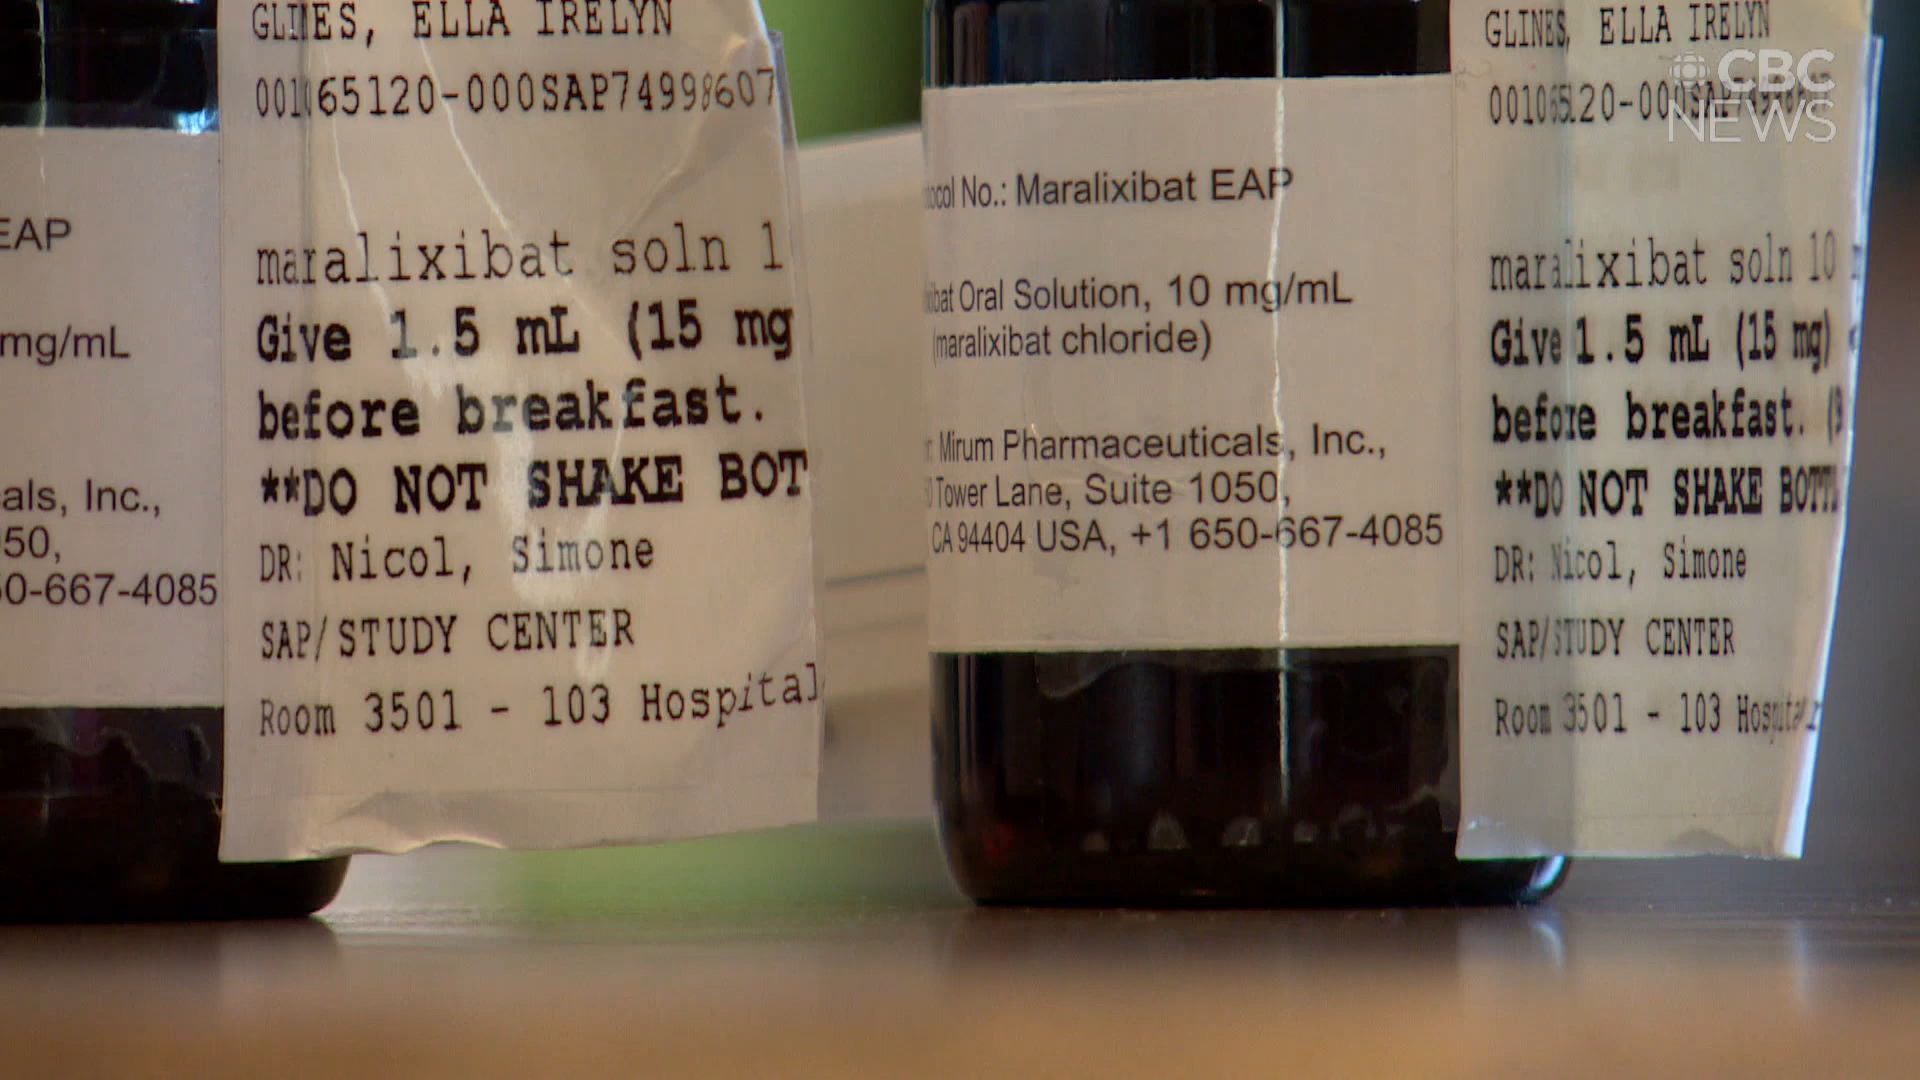 EAP
mg/mL
Inc.,
GLINES, ELLA IRELYN
001065120-000SAP74998607
maralixibat soln 1
Give 1.5 mL (15 mg
before breakfast.
**DO NOT SHAKE BOT
DR: Nicol, Simone
SAP/STUDY CENTER
Room 3501 - 103 Hospital
No.: Maralixibat EAP
Oral Solution, 10 mg/mL
(maralixibat chloride)
Mirum Pharmaceuticals, Inc.,
Tower Lane, Suite 1050,
CA 94404 USA, +1 650-667-4085
GLINES, ELLA IRELYN
maralixibat soln 10
Give 1.5 mL (15 mg)
before breakfast.
**DO NOT SHAKE BOTTL
DR: Nicol, Simone
SAP/STUDY CENTER
Room 3501 - 103
CBC
NEWS